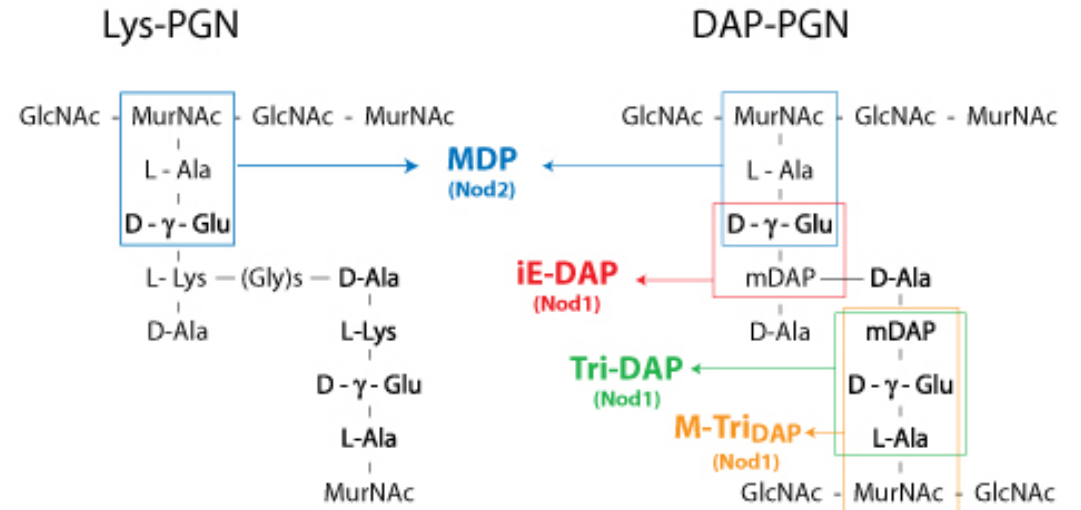 Lys-PGN
DAP-PGN
GlcNAc - MurNAc - GlcNAc - MurNAc
L - Ala
D - γ - Glu
L- Lys — (Gly)s — D-Ala
D-Ala
L-Lys
D - γ - Glu
L-Ala
MurNAc
MDP
(Nod2)
iE-DAP
(Nod1)
Tri-DAP
(Nod1)
M-TriDAP
(Nod1)
GlcNAc - MurNAc - GlcNAc - MurNAc
L - Ala
D - γ - Glu
mDAP — D-Ala
D-Ala
mDAP
D - γ - Glu
L-Ala
GlcNAc - MurNAc - GlcNAc